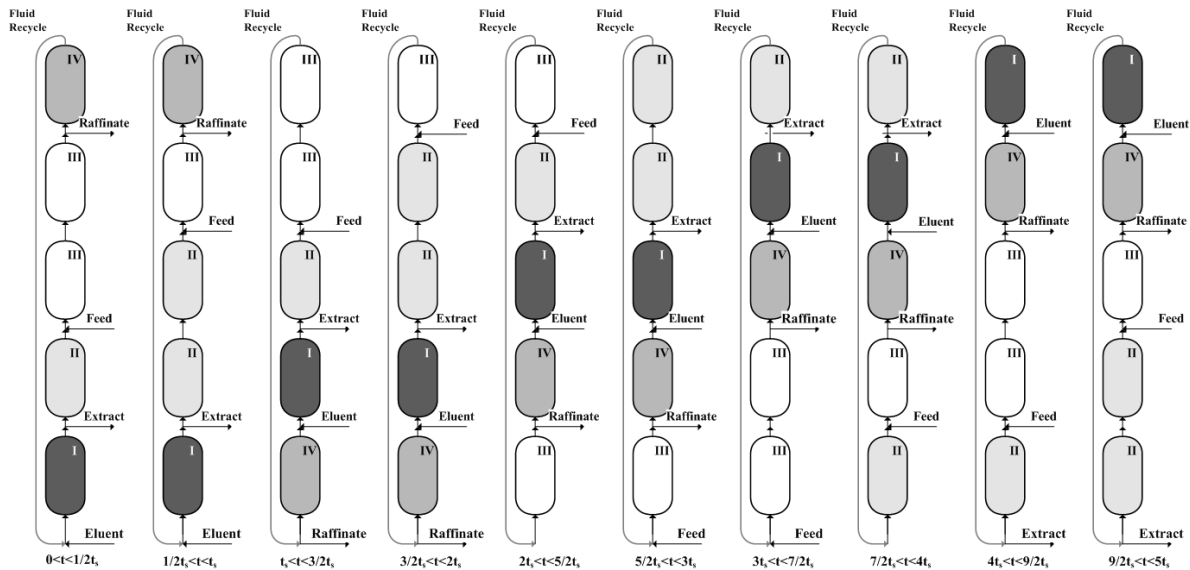 Fluid
Recycle
IV
Raffinate
III
III
Feed
II
Extract
I
Eluent
0<t<1/2tₛ
Fluid
Recycle
IV
Raffinate
III
Feed
II
II
Extract
I
Eluent
1/2tₛ<t<tₛ
Fluid
Recycle
III
III
Feed
II
Extract
I
Eluent
IV
Raffinate
tₛ<t<3/2tₛ
Fluid
Recycle
III
Feed
II
II
Extract
I
Eluent
IV
Raffinate
3/2tₛ<t<2tₛ
Fluid
Recycle
III
Feed
II
Extract
I
Eluent
IV
Raffinate
III
2tₛ<t<5/2tₛ
Fluid
Recycle
II
II
Extract
I
Eluent
IV
Raffinate
III
Feed
5/2tₛ<t<3tₛ
Fluid
Recycle
II
Extract
I
Eluent
IV
Raffinate
III
III
Feed
3tₛ<t<7/2tₛ
Fluid
Recycle
II
Extract
I
Eluent
IV
Raffinate
III
Feed
II
7/2tₛ<t<4tₛ
Fluid
Recycle
I
Eluent
IV
Raffinate
III
III
Feed
II
Extract
4tₛ<t<9/2tₛ
Fluid
Recycle
I
Eluent
IV
Raffinate
III
Feed
II
II
Extract
9/2tₛ<t<5tₛ